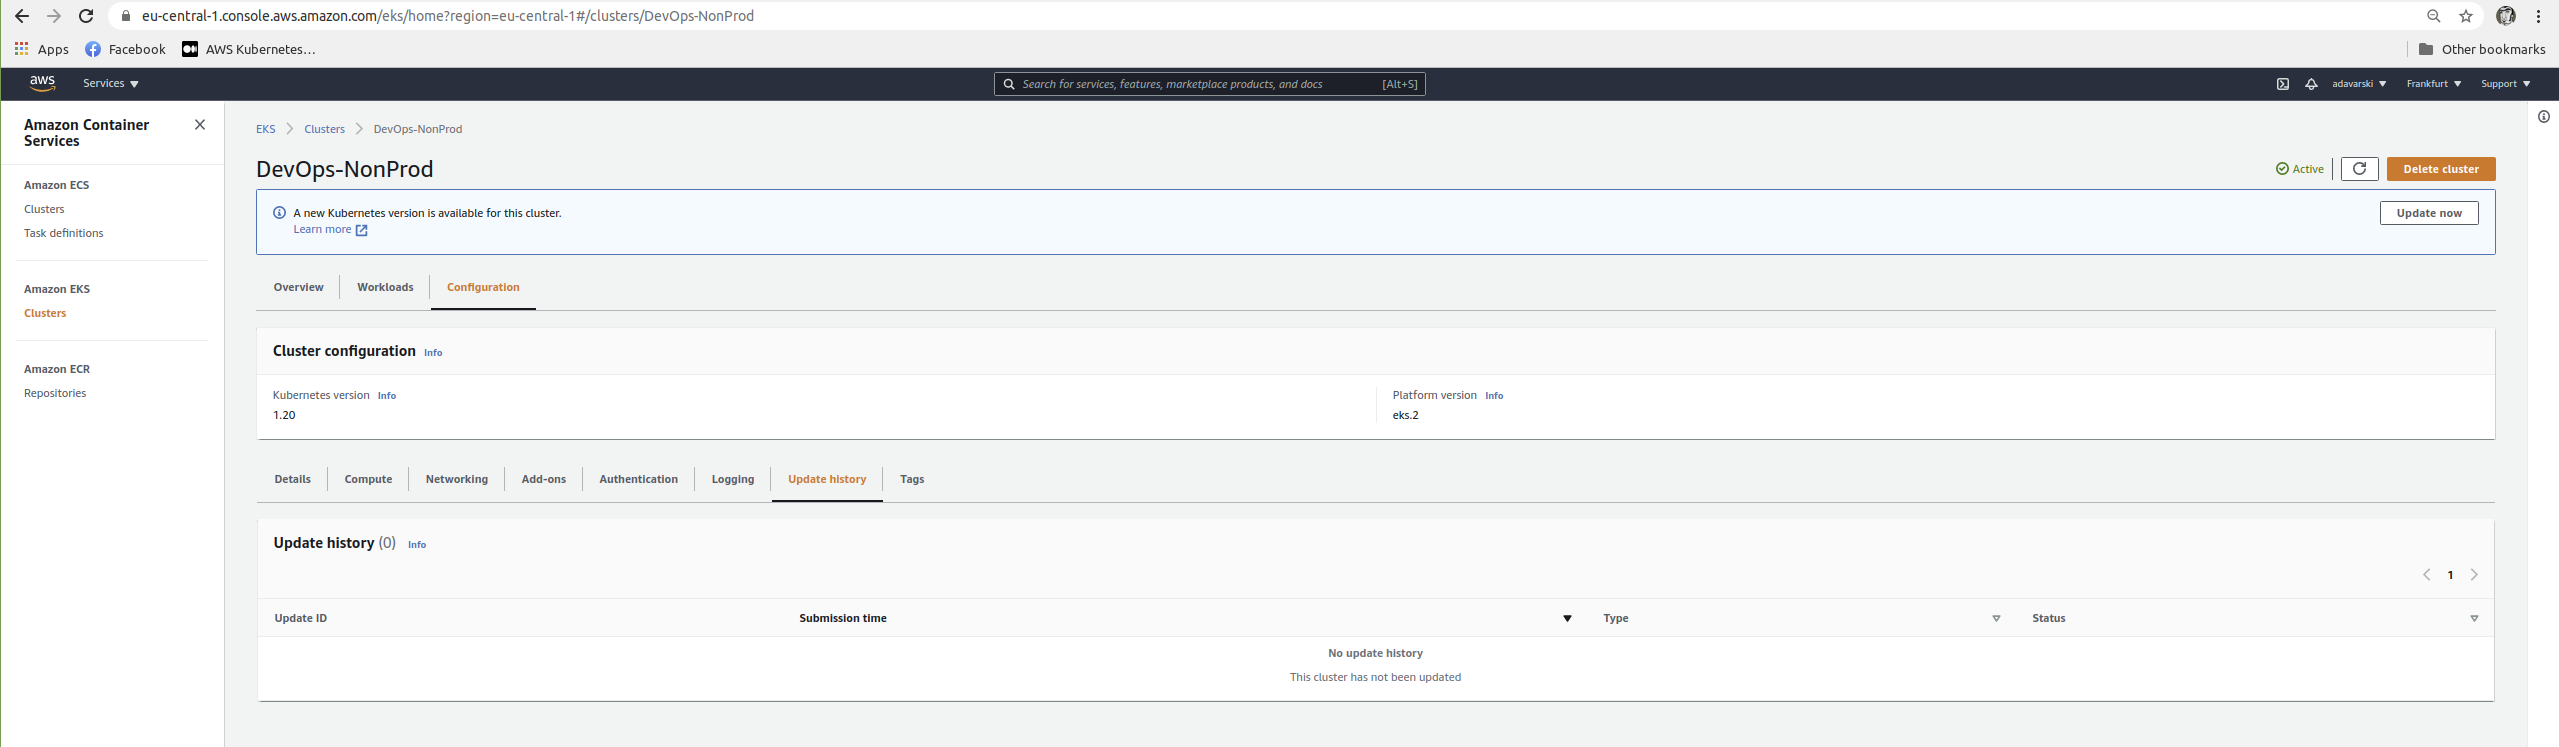 eu-central-1.console.aws.amazon.com/eks/home?region=eu-central-1#/clusters/DevOps-NonProd
Apps Facebook AWS Kubernetes... Other bookmarks
aws Services Search for services, features, marketplace products, and docs [Alt+S] adavarski Frankfurt Support
Amazon Container
Services
Amazon ECS
Clusters
Task definitions
Amazon EKS
Clusters
Amazon ECR
Repositories
EKS Clusters DevOps-NonProd
DevOps-NonProd Active Delete cluster
A new Kubernetes version is available for this cluster. Update now
Learn more
Overview Workloads Configuration
Cluster configuration Info
Kubernetes version Info Platform version Info
1.20 eks.2
Details Compute Networking Add-ons Authentication Logging Update history Tags
Update history (0) Info
1
Update ID Submission time Type Status
No update history
This cluster has not been updated